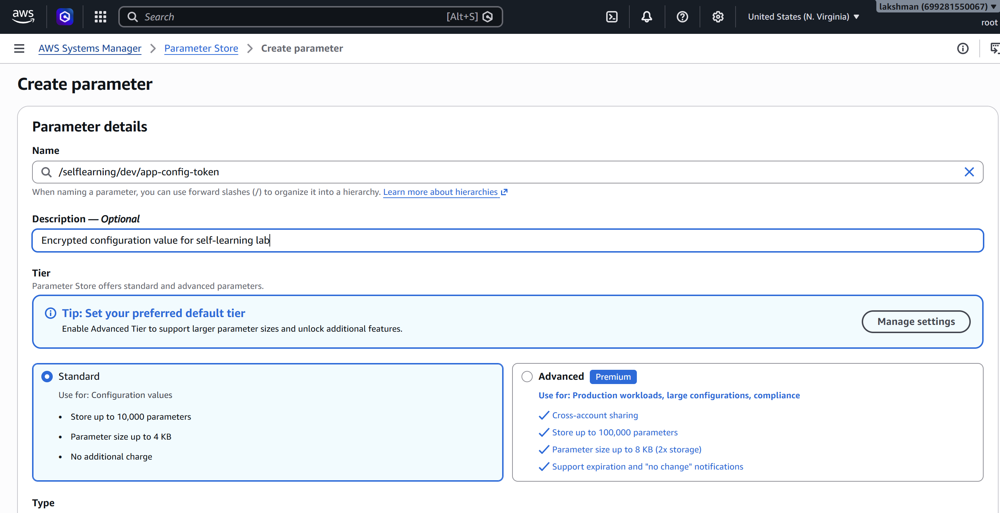 aws
Search [Alt+S]
United States (N. Virginia)
lakshman (699281550067)
root
AWS Systems Manager
Parameter Store
Create parameter
Create parameter
Parameter details
Name
/selflearning/dev/app-config-token
When naming a parameter, you can use forward slashes (/) to organize it into a hierarchy. Learn more about hierarchies
Description — Optional
Encrypted configuration value for self-learning lab
Tier
Parameter Store offers standard and advanced parameters.
Tip: Set your preferred default tier
Enable Advanced Tier to support larger parameter sizes and unlock additional features.
Manage settings
Standard
Use for: Configuration values
• Store up to 10,000 parameters
• Parameter size up to 4 KB
• No additional charge
Advanced Premium
Use for: Production workloads, large configurations, compliance
Cross-account sharing
Store up to 100,000 parameters
Parameter size up to 8 KB (2x storage)
Support expiration and "no change" notifications
Type